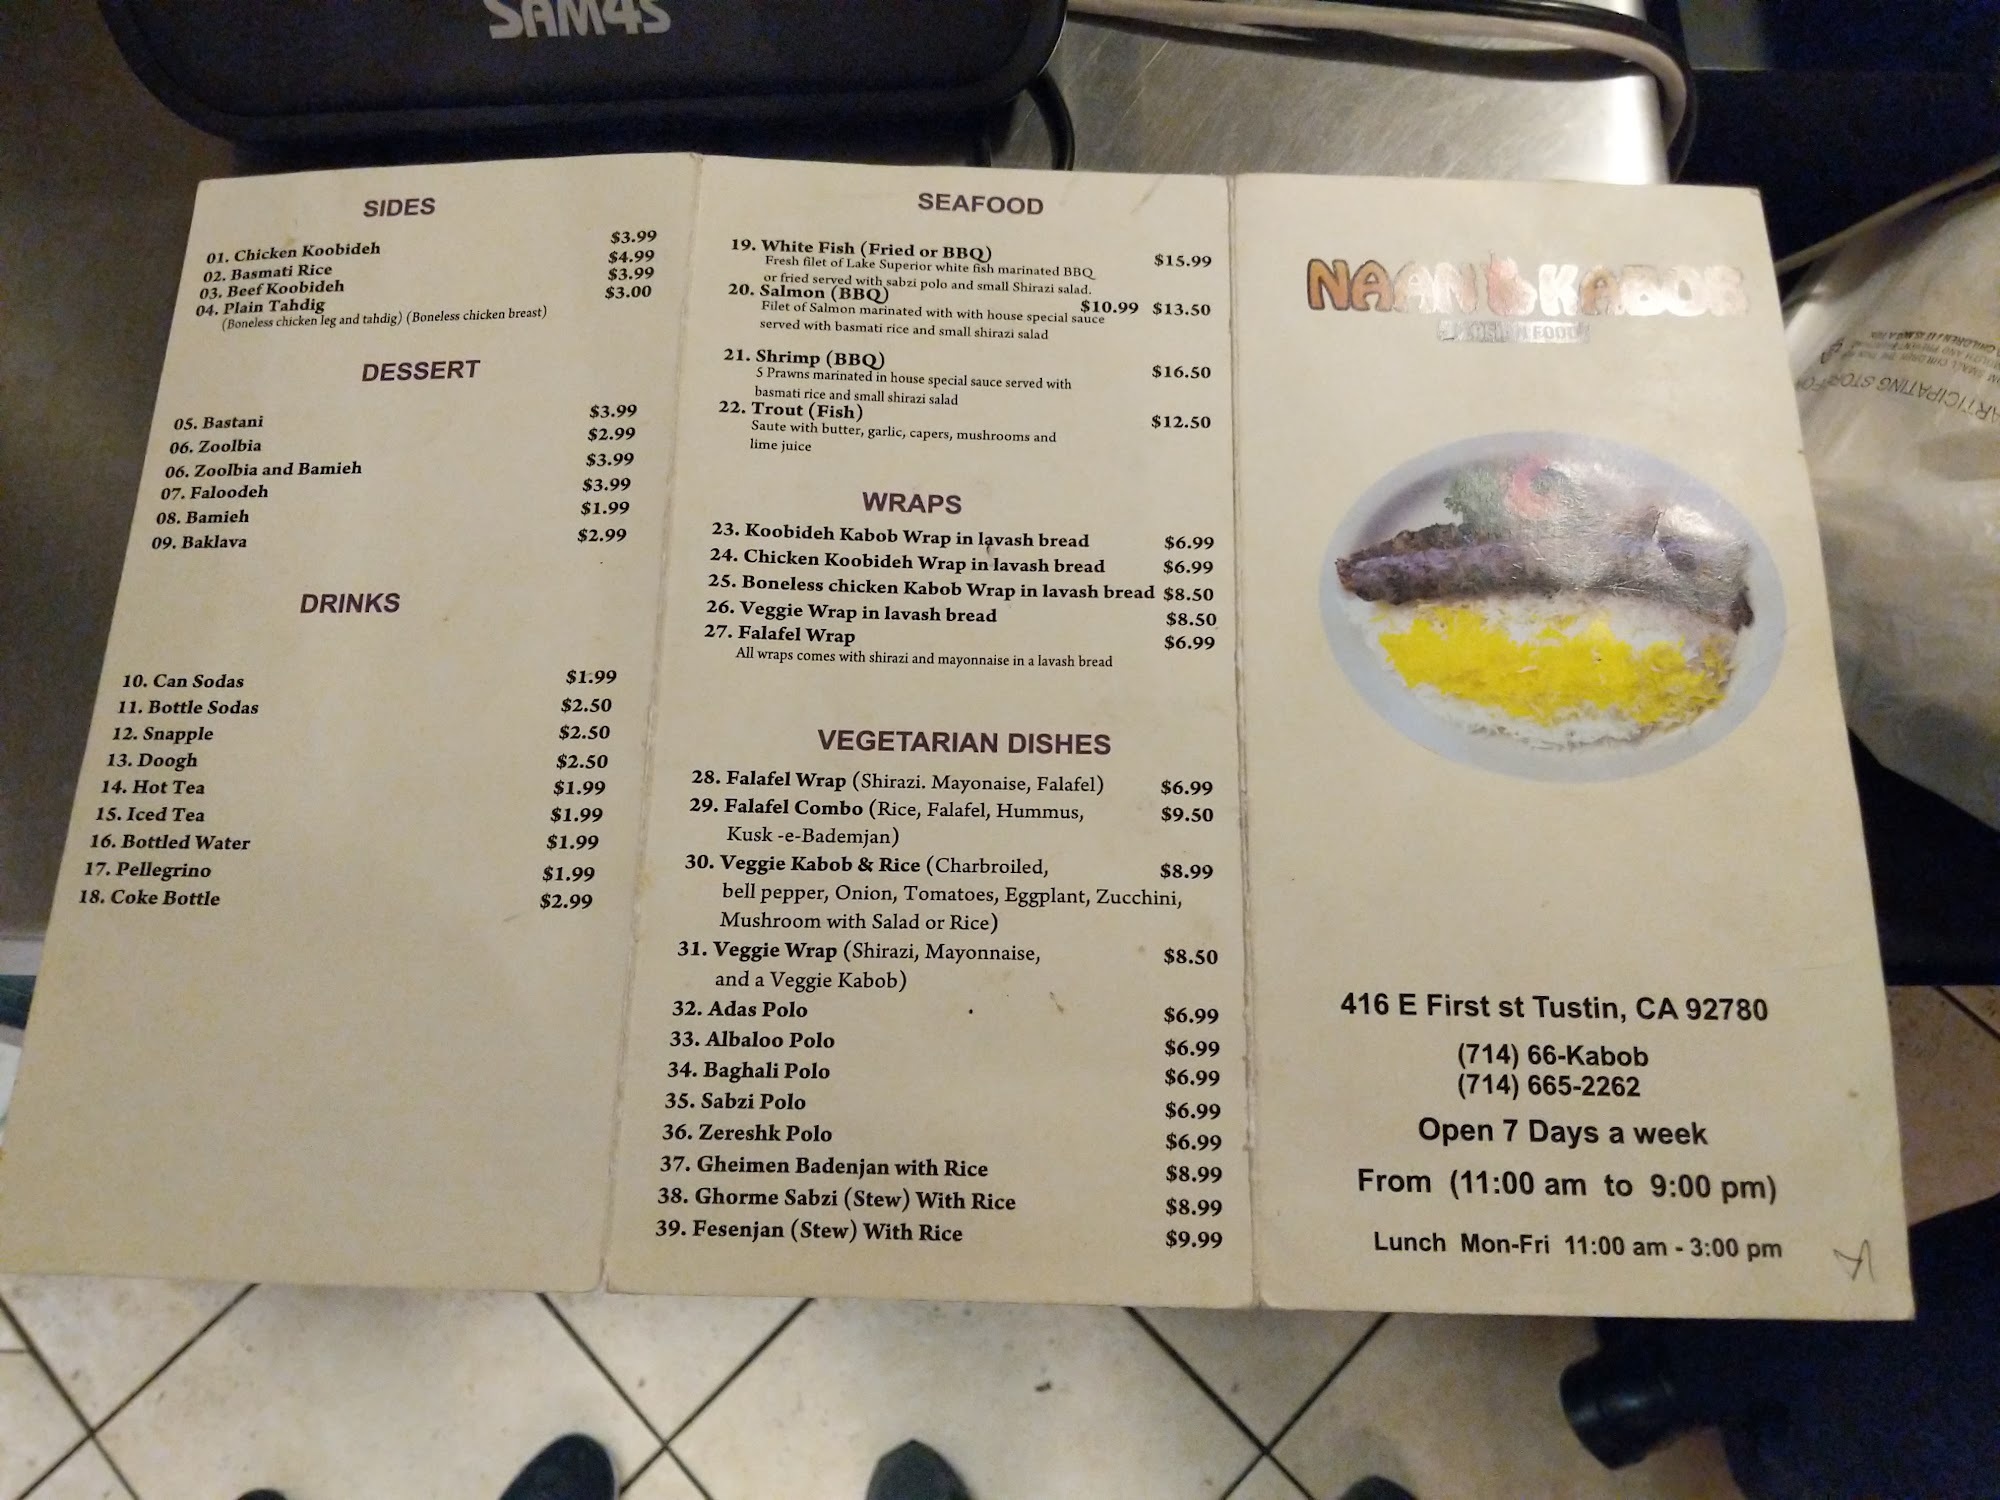 SAM4S
SIDES
01. Chicken Koobideh $3.99
02. Basmati Rice $4.99
03. Beef Koobideh $3.99
04. Plain Tahdig $3.00
(Boneless chicken leg and tahdig) (Boneless chicken breast)
DESSERT
05. Bastani $3.99
06. Zoolbia $2.99
06. Zoolbia and Bamieh $3.99
07. Faloodeh $3.99
08. Bamieh $1.99
09. Baklava $2.99
DRINKS
10. Can Sodas $1.99
11. Bottle Sodas $2.50
12. Snapple $2.50
13. Doogh $2.50
14. Hot Tea $1.99
15. Iced Tea $1.99
16. Bottled Water $1.99
17. Pellegrino $1.99
18. Coke Bottle $2.99
SEAFOOD
19. White Fish (Fried or BBQ) $15.99
Fresh filet of Lake Superior white fish marinated BBQ
or fried served with sabzi polo and small Shirazi salad.
20. Salmon (BBQ) $10.99 $13.50
Filet of Salmon marinated with with house special sauce
served with basmati rice and small shirazi salad
21. Shrimp (BBQ) $16.50
5 Prawns marinated in house special sauce served with
basmati rice and small shirazi salad
22. Trout (Fish) $12.50
Saute with butter, garlic, capers, mushrooms and
lime juice
WRAPS
23. Koobideh Kabob Wrap in lavash bread $6.99
24. Chicken Koobideh Wrap in lavash bread $6.99
25. Boneless chicken Kabob Wrap in lavash bread $8.50
26. Veggie Wrap in lavash bread $8.50
27. Falafel Wrap $6.99
All wraps comes with shirazi and mayonnaise in a lavash bread
VEGETARIAN DISHES
28. Falafel Wrap (Shirazi. Mayonaise, Falafel) $6.99
29. Falafel Combo (Rice, Falafel, Hummus, $9.50
Kusk -e-Bademjan)
30. Veggie Kabob & Rice (Charbroiled, $8.99
bell pepper, Onion, Tomatoes, Eggplant, Zucchini,
Mushroom with Salad or Rice)
31. Veggie Wrap (Shirazi, Mayonnaise, $8.50
and a Veggie Kabob)
32. Adas Polo $6.99
33. Albaloo Polo $6.99
34. Baghali Polo $6.99
35. Sabzi Polo $6.99
36. Zereshk Polo $6.99
37. Gheimen Badenjan with Rice $8.99
38. Ghorme Sabzi (Stew) With Rice $8.99
39. Fesenjan (Stew) With Rice $9.99
NAAN KABOB
FOOD
416 E First st Tustin, CA 92780
(714) 66-Kabob
(714) 665-2262
Open 7 Days a week
From (11:00 am to 9:00 pm)
Lunch Mon-Fri 11:00 am - 3:00 pm
PARTICIPATING STORE